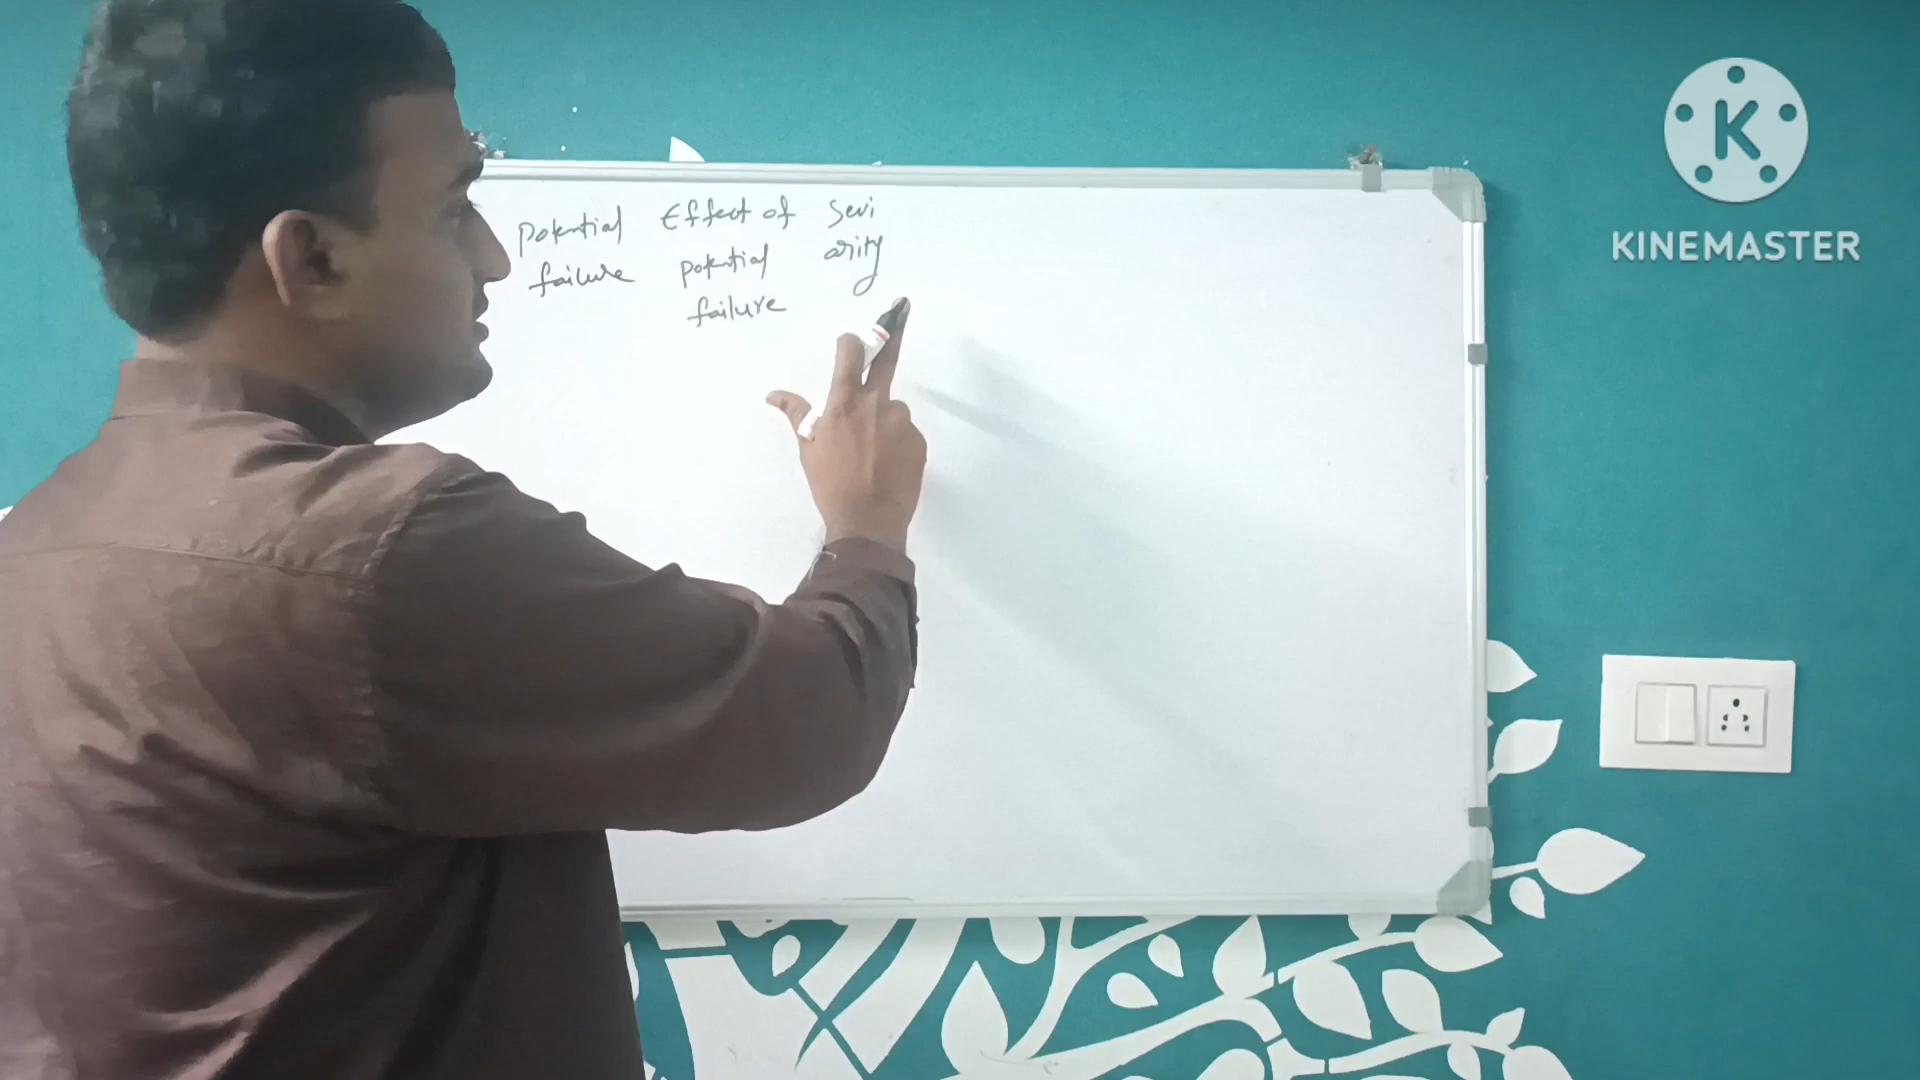 Potential
failure
Effect of
potential
failure
Sevi
arity
K
KINEMASTER